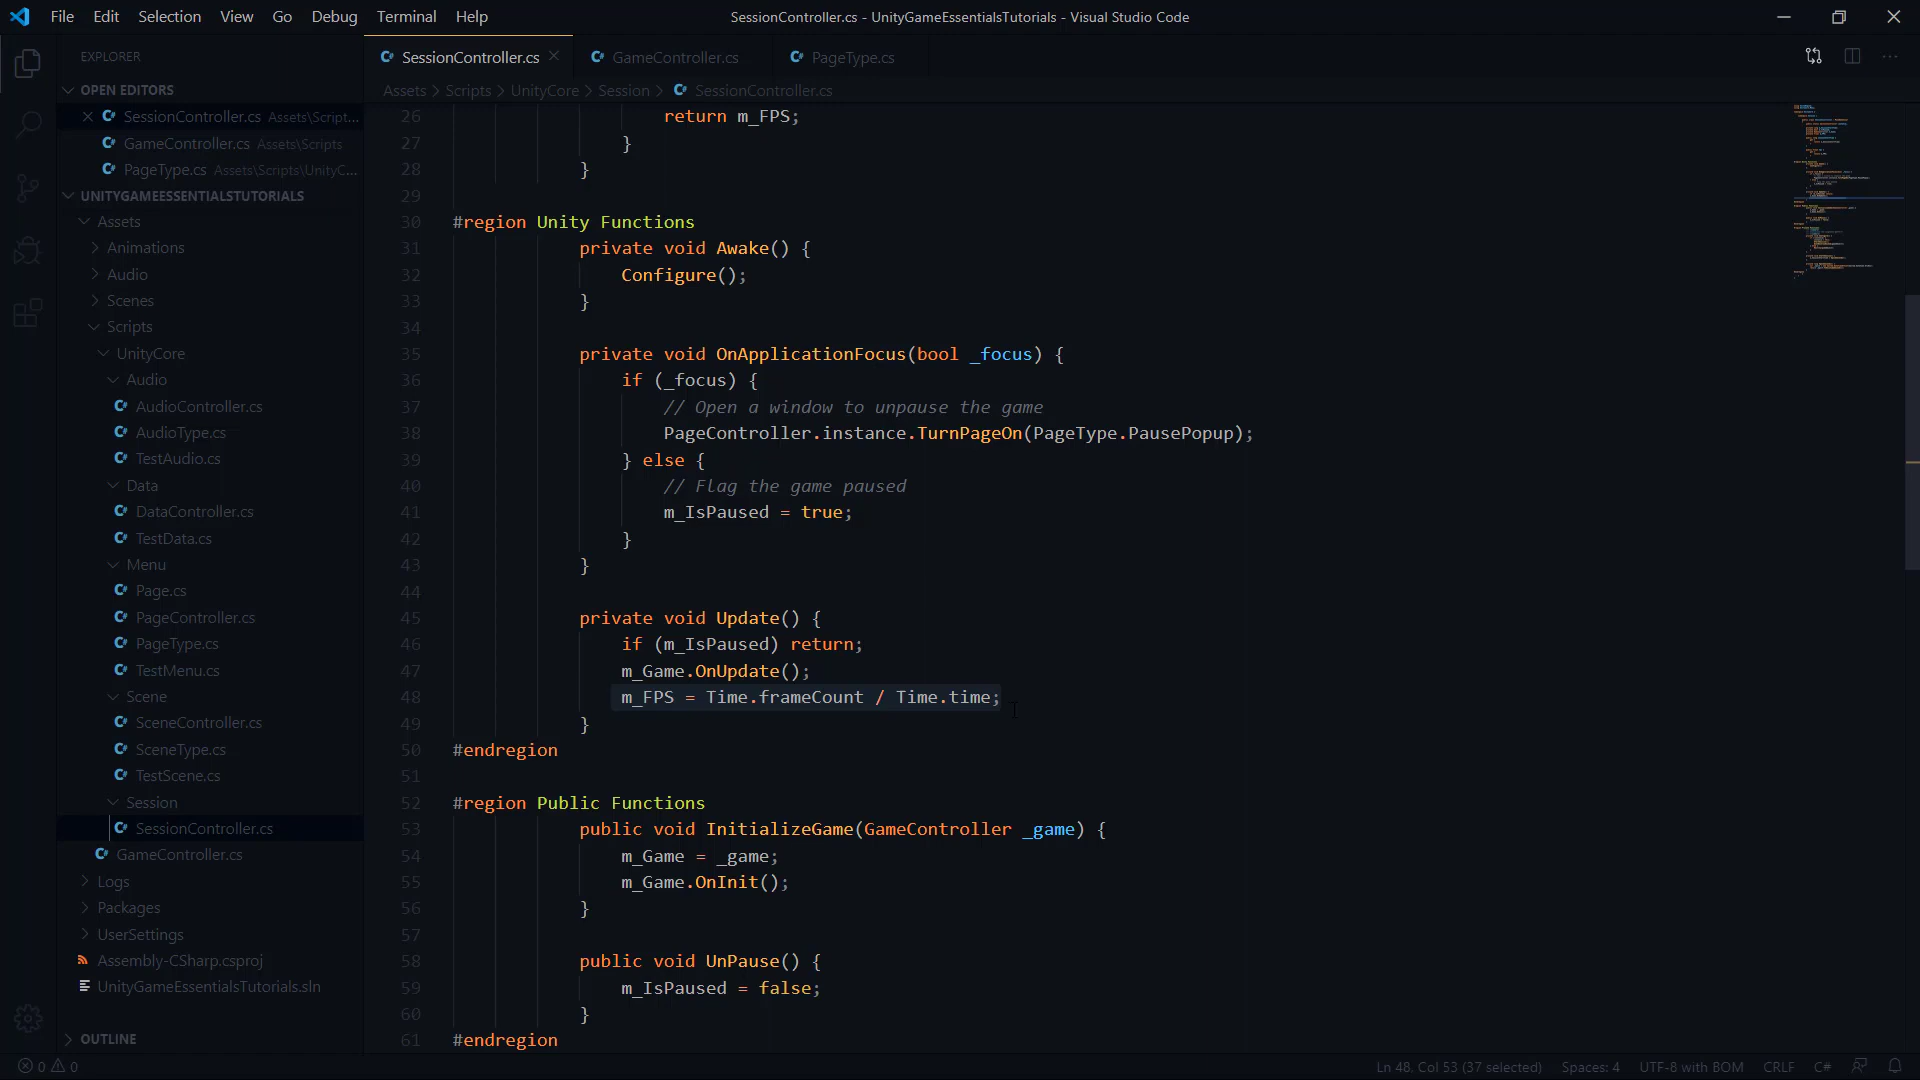 File Edit Selection View Go Debug Terminal Help
SessionController.cs - UnityGameEssentialsTutorials - Visual Studio Code
EXPLORER
OPEN EDITORS
SessionController.cs Assets\Script...
GameController.cs Assets\Scripts
PageType.cs Assets\Scripts\UnityC...
UNITYGAMEESSENTIALSTUTORIALS
Assets
Animations
Audio
Scenes
Scripts
UnityCore
Audio
AudioController.cs
AudioType.cs
TestAudio.cs
Data
DataController.cs
TestData.cs
Menu
Page.cs
PageController.cs
PageType.cs
TestMenu.cs
Scene
SceneController.cs
SceneType.cs
TestScene.cs
Session
SessionController.cs
GameController.cs
Logs
Packages
UserSettings
Assembly-CSharp.csproj
UnityGameEssentialsTutorials.sln
OUTLINE
SessionController.cs GameController.cs PageType.cs
Assets > Scripts > UnityCore > Session > SessionController.cs
26 return m_FPS;
27 }
28 }
29
30 #region Unity Functions
31 private void Awake() {
32 Configure();
33 }
34
35 private void OnApplicationFocus(bool _focus) {
36 if (_focus) {
37 // Open a window to unpause the game
38 PageController.instance.TurnPageOn(PageType.PausePopup);
39 } else {
40 // Flag the game paused
41 m_IsPaused = true;
42 }
43 }
44
45 private void Update() {
46 if (m_IsPaused) return;
47 m_Game.OnUpdate();
48 m_FPS = Time.frameCount / Time.time;
49 }
50 #endregion
51
52 #region Public Functions
53 public void InitializeGame(GameController _game) {
54 m_Game = _game;
55 m_Game.OnInit();
56 }
57
58 public void UnPause() {
59 m_IsPaused = false;
60 }
61 #endregion
0 0
Ln 48, Col 53 (37 selected) Spaces: 4 UTF-8 with BOM CRLF C#